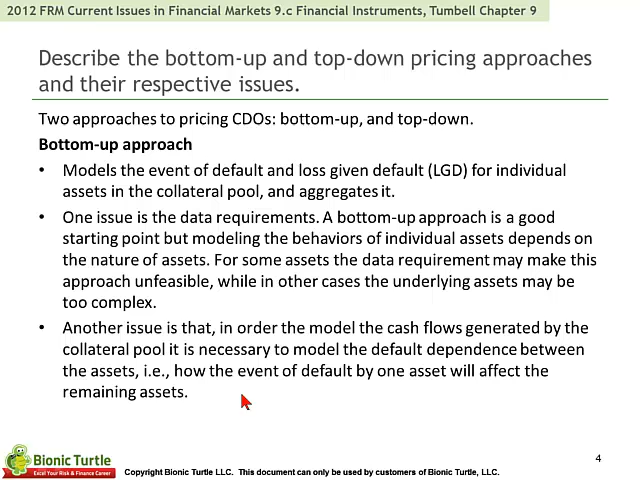 2012 FRM Current Issues in Financial Markets 9.c Financial Instruments, Tumbell Chapter 9
Describe the bottom-up and top-down pricing approaches
and their respective issues.
Two approaches to pricing CDOs: bottom-up, and top-down.
Bottom-up approach
• Models the event of default and loss given default (LGD) for individual
assets in the collateral pool, and aggregates it.
• One issue is the data requirements. A bottom-up approach is a good
starting point but modeling the behaviors of individual assets depends on
the nature of assets. For some assets the data requirement may make this
approach unfeasible, while in other cases the underlying assets may be
too complex.
• Another issue is that, in order the model the cash flows generated by the
collateral pool it is necessary to model the default dependence between
the assets, i.e., how the event of default by one asset will affect the
remaining assets.
4
Bionic Turtle
Excel Your Risk & Finance Career
Copyright Bionic Turtle LLC. This document can only be used by customers of Bionic Turtle, LLC.